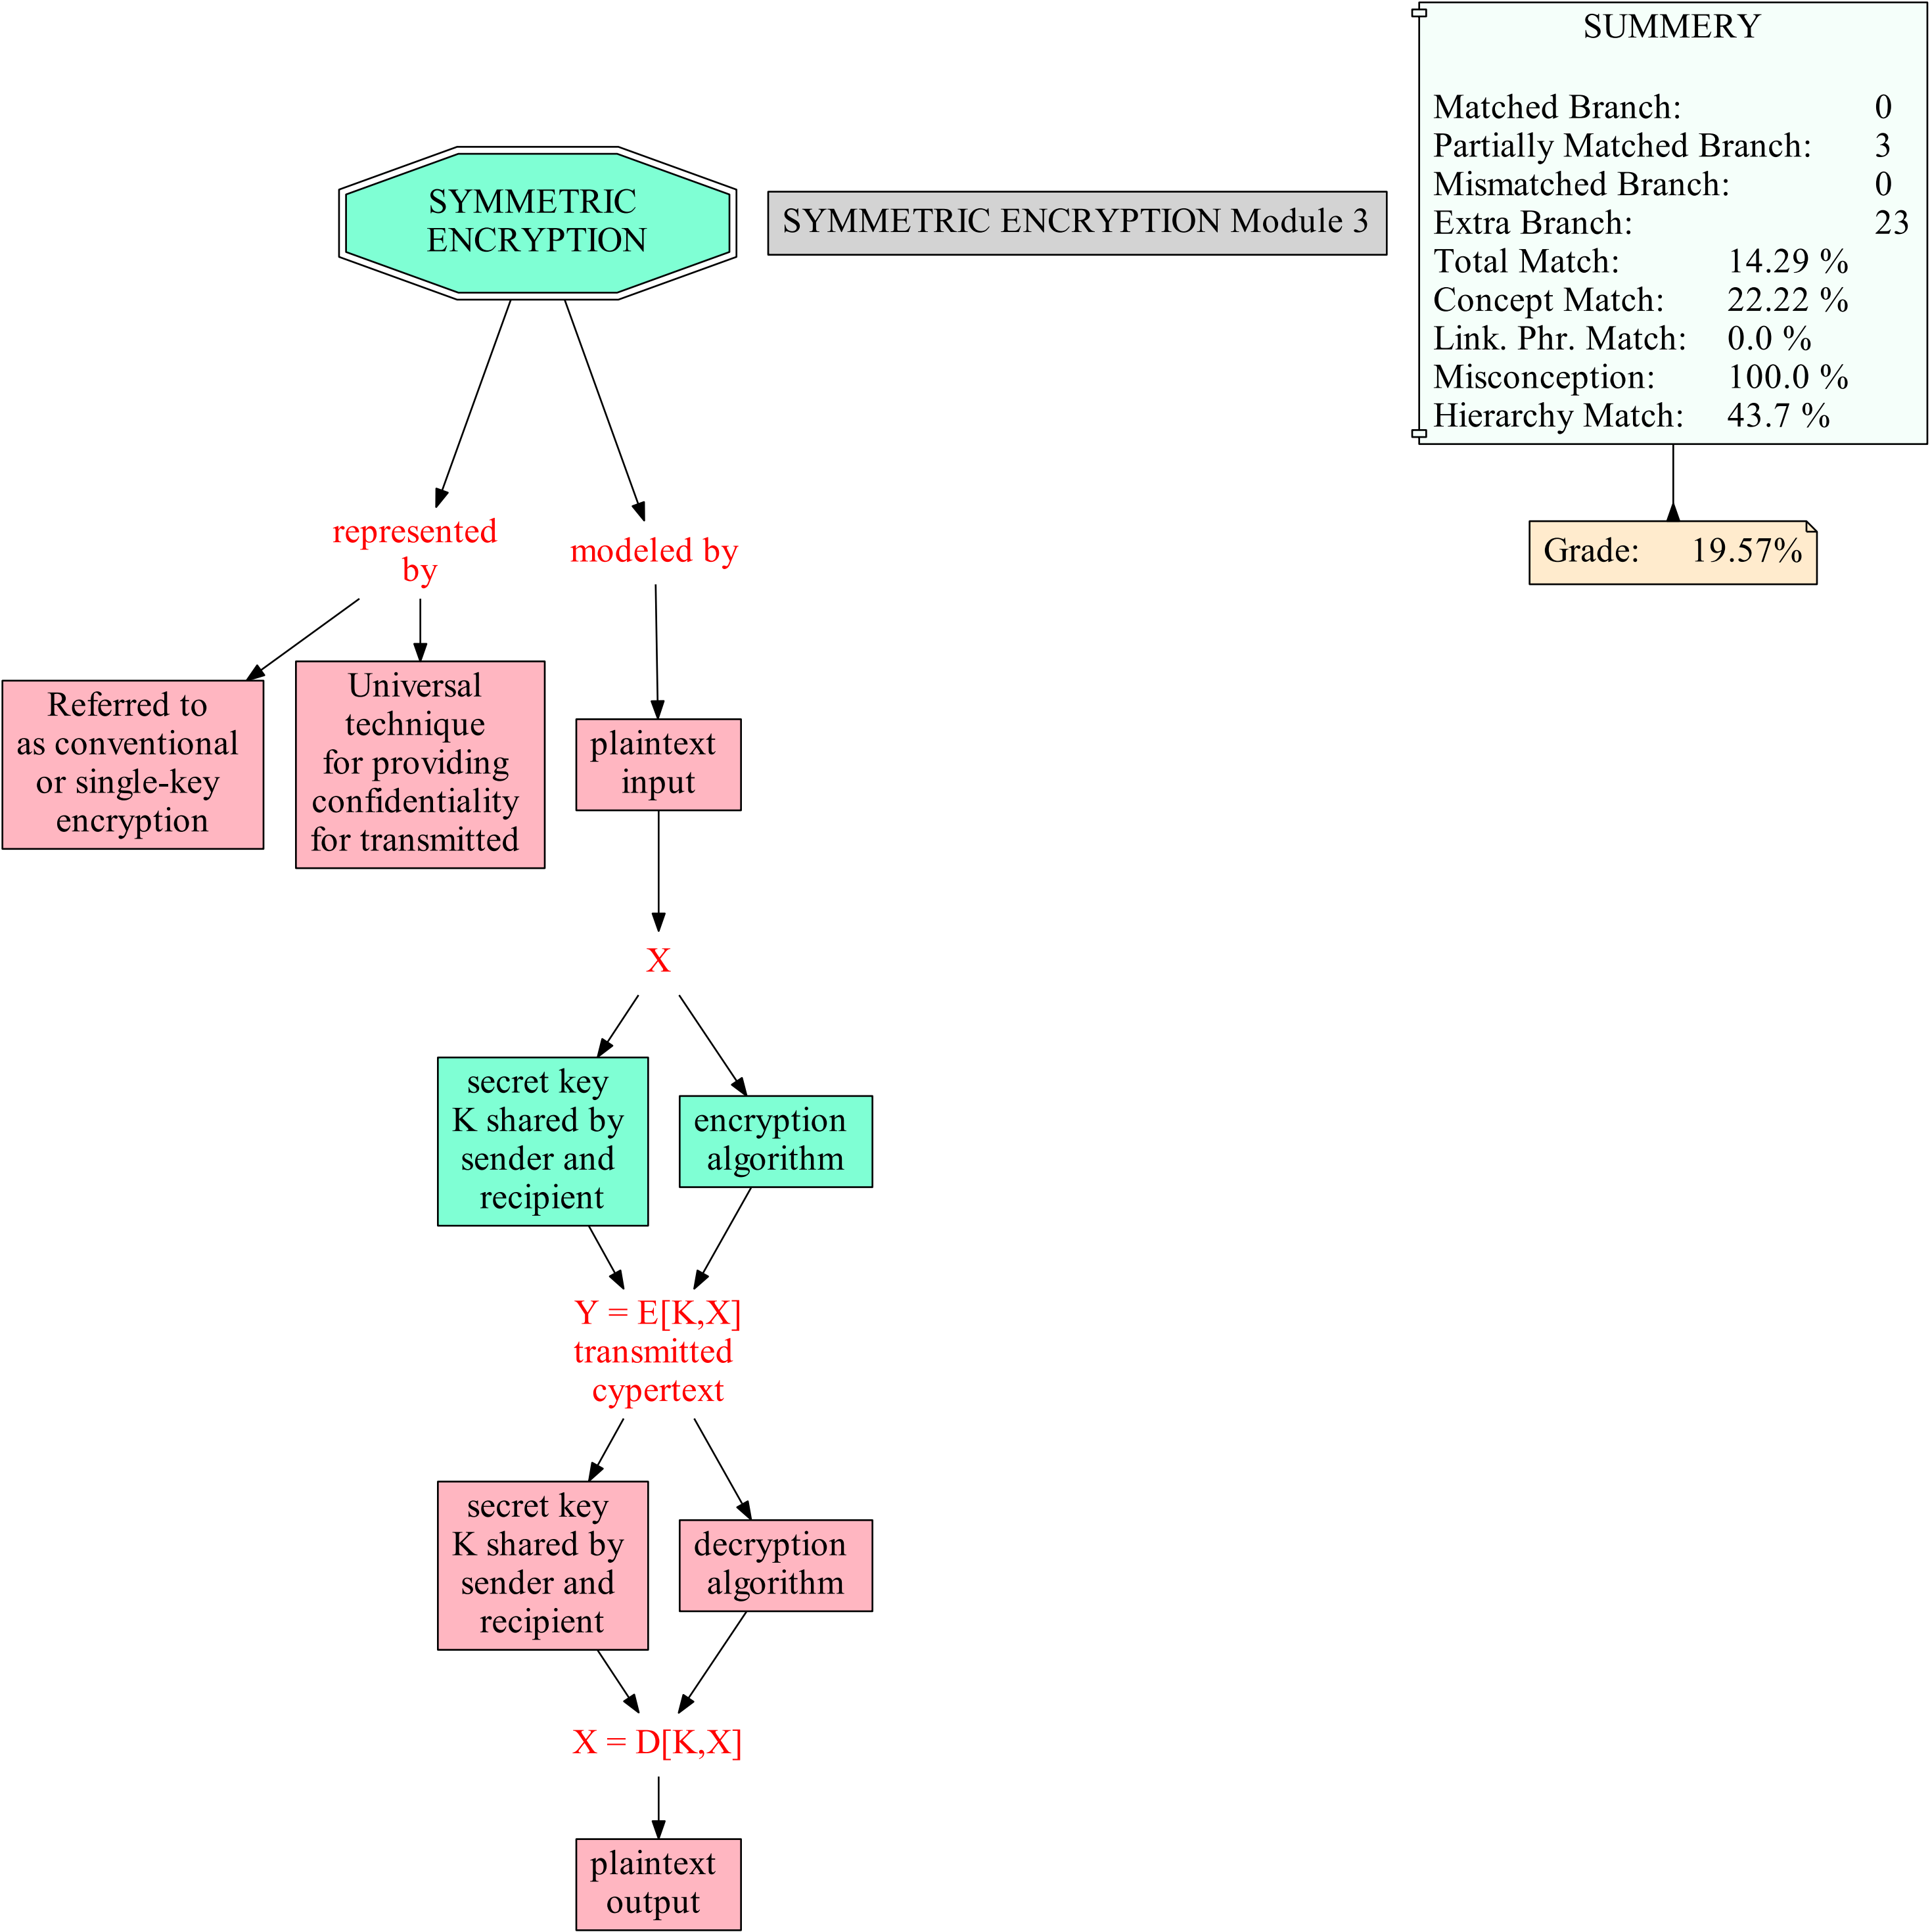 SUMMERY
Matched Branch: 0
Partially Matched Branch: 3
Mismatched Branch: 0
Extra Branch: 23
Total Match: 14.29 %
Concept Match: 22.22 %
Link. Phr. Match: 0.0 %
Misconception: 100.0 %
Hierarchy Match: 43.7 %
SYMMETRIC
ENCRYPTION
SYMMETRIC ENCRYPTION Module 3
Grade: 19.57%
represented
by
modeled by
Referred to
as conventional
or single-key
encryption
Universal
technique
for providing
confidentiality
for transmitted
plaintext
input
X
secret key
K shared by
sender and
recipient
encryption
algorithm
Y = E[K,X]
transmitted
cypertext
secret key
K shared by
sender and
recipient
decryption
algorithm
X = D[K,X]
plaintext
output